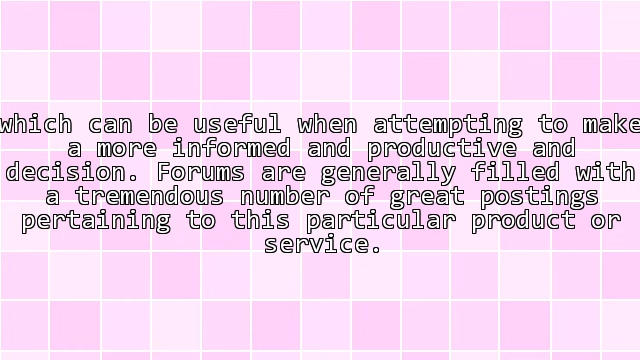 which can be useful when attempting to make
a more informed and productive and
decision. Forums are generally filled with
a tremendous number of great postings
pertaining to this particular product or
service.